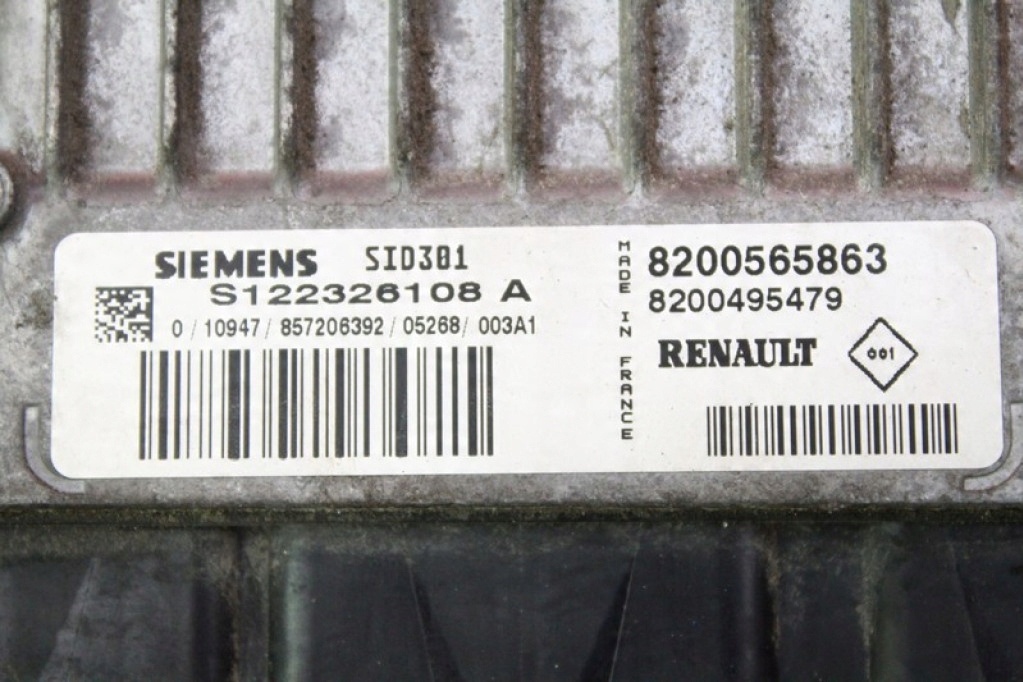 SIEMENS SID301
S122326108 A
0 / 10947 / 857206392 / 05268 / 003A1
MADE IN FRANCE
8200565863
8200495479
RENAULT 001